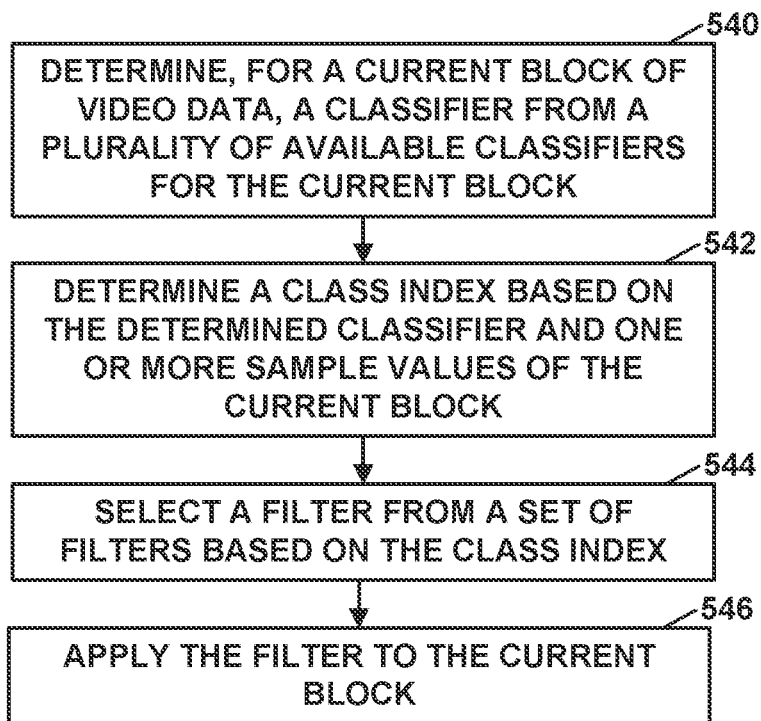 540
DETERMINE, FOR A CURRENT BLOCK OF
VIDEO DATA, A CLASSIFIER FROM A
PLURALITY OF AVAILABLE CLASSIFIERS
FOR THE CURRENT BLOCK
542
DETERMINE A CLASS INDEX BASED ON
THE DETERMINED CLASSIFIER AND ONE
OR MORE SAMPLE VALUES OF THE
CURRENT BLOCK
544
SELECT A FILTER FROM A SET OF
FILTERS BASED ON THE CLASS INDEX
546
APPLY THE FILTER TO THE CURRENT
BLOCK